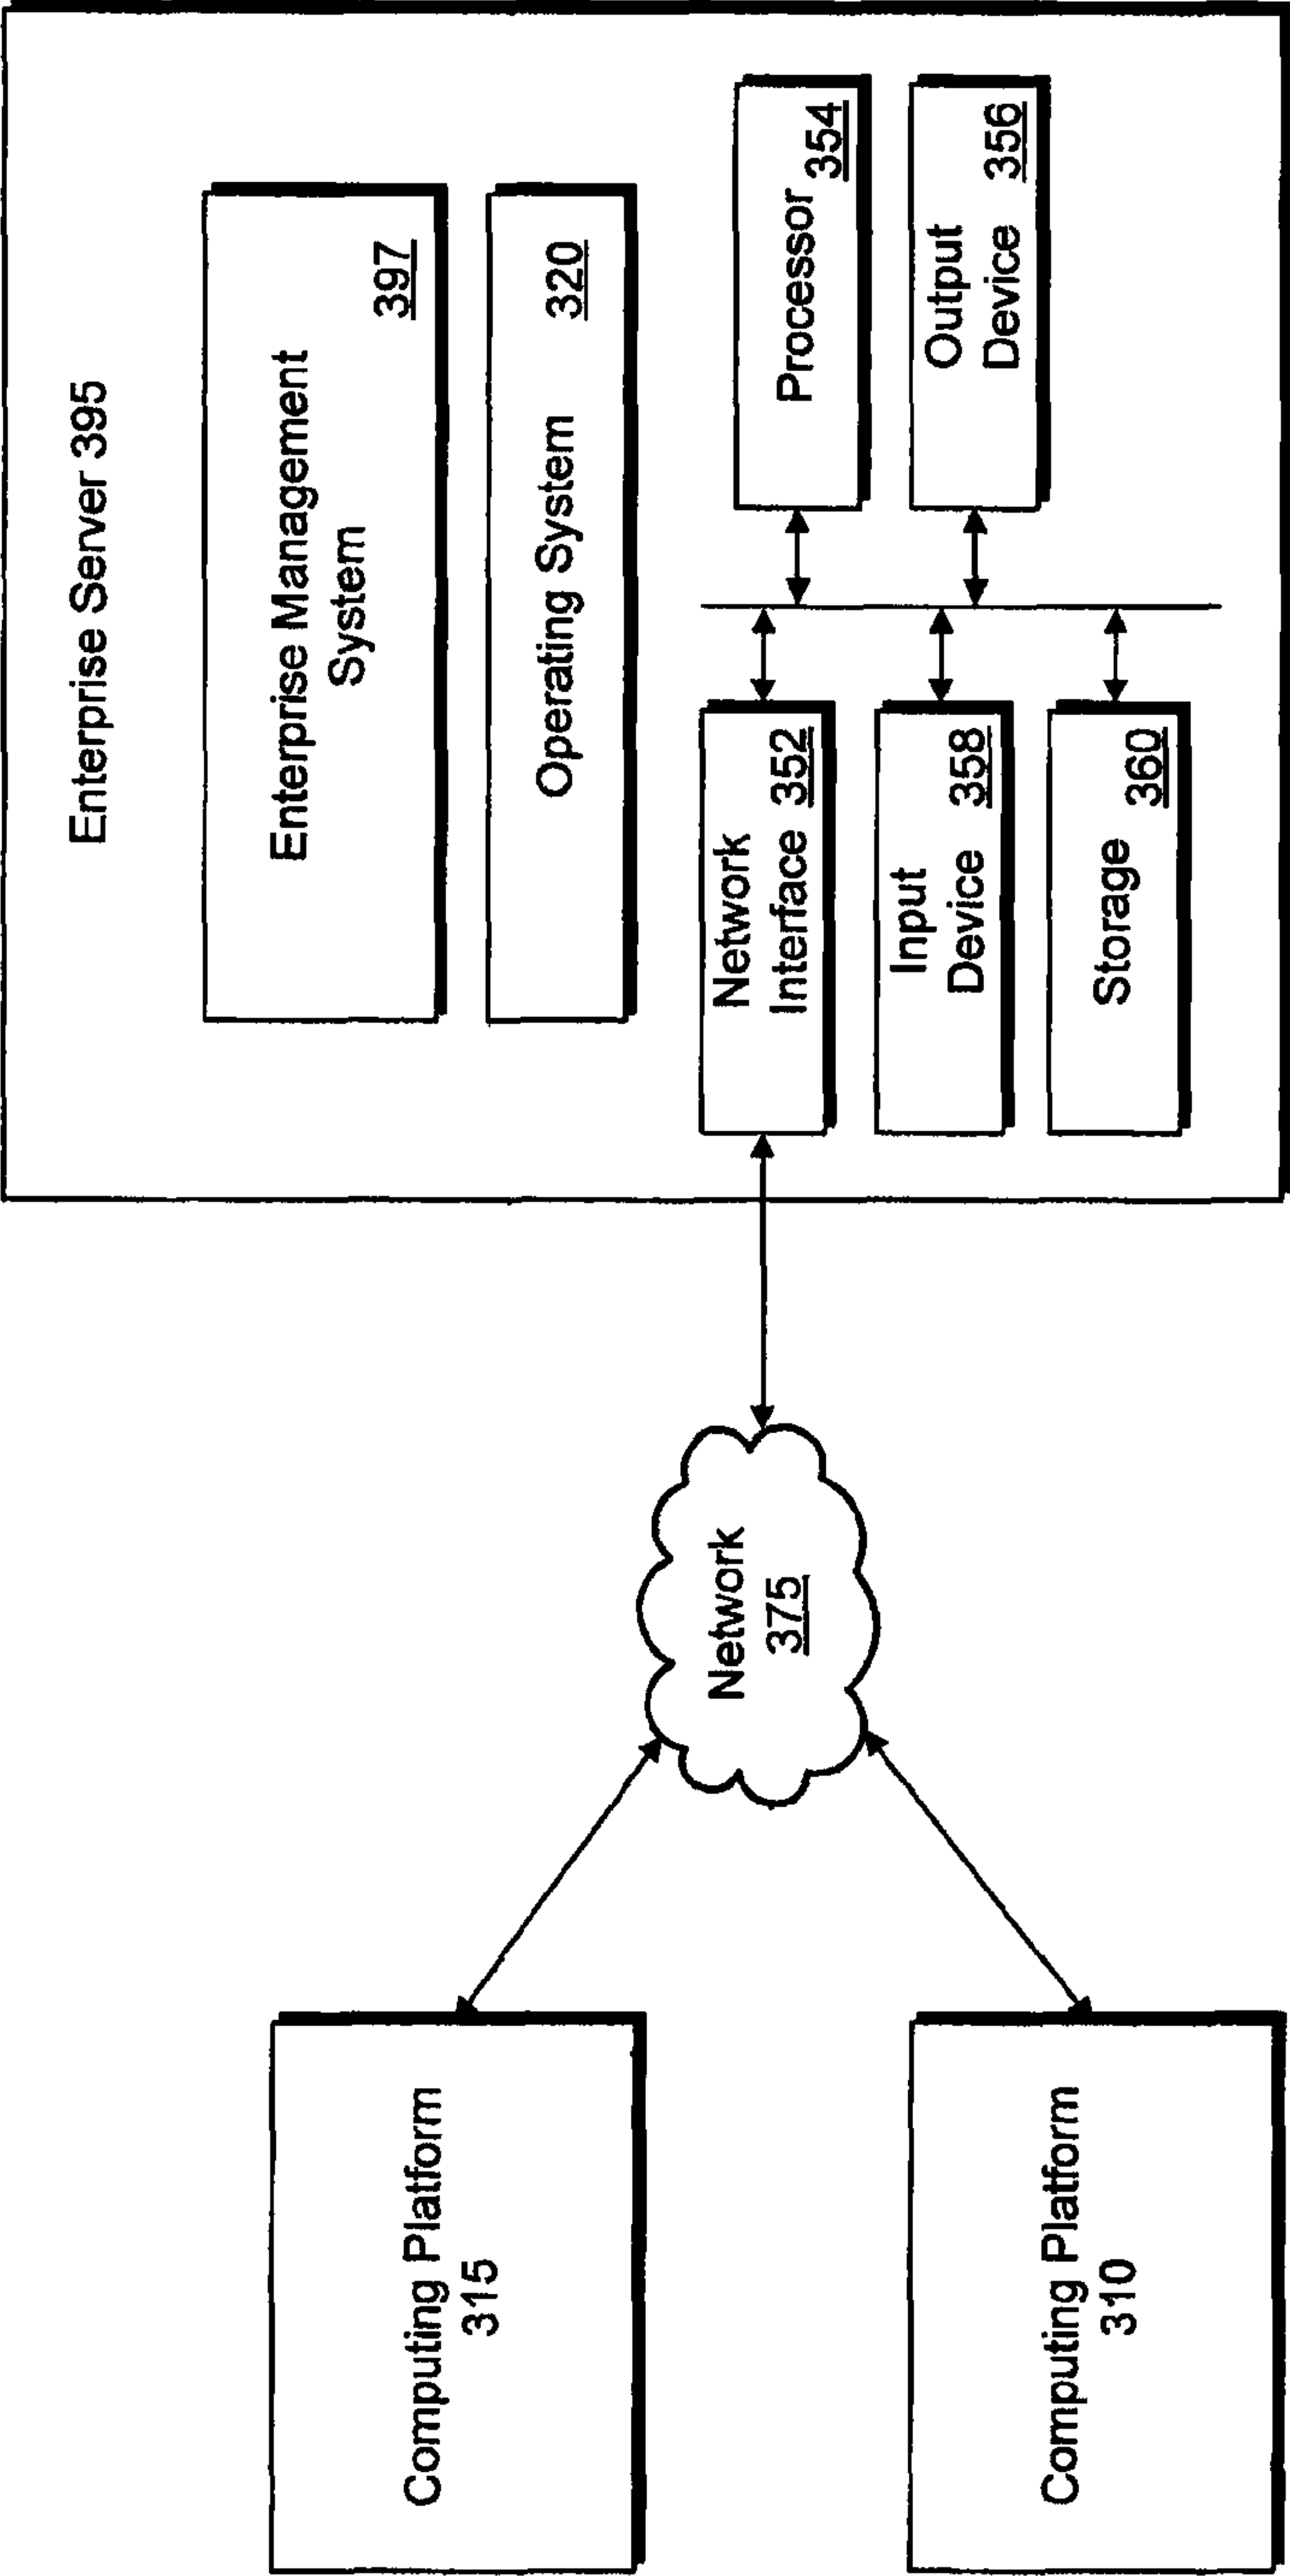 Enterprise Server 395
Enterprise Management
System
397
Operating System 320
Network
Interface 352
Processor
354
Input
Device 358
Output
Device 356
Storage 360
Network
375
Computing Platform
315
Computing Platform
310